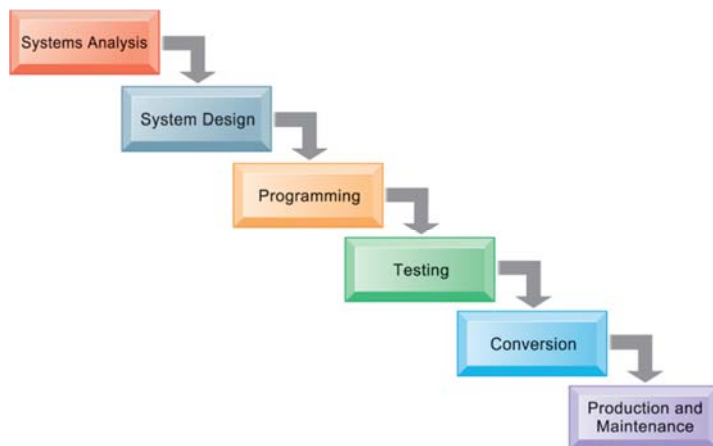 Systems Analysis
System Design
Programming
Testing
Conversion
Production and
Maintenance